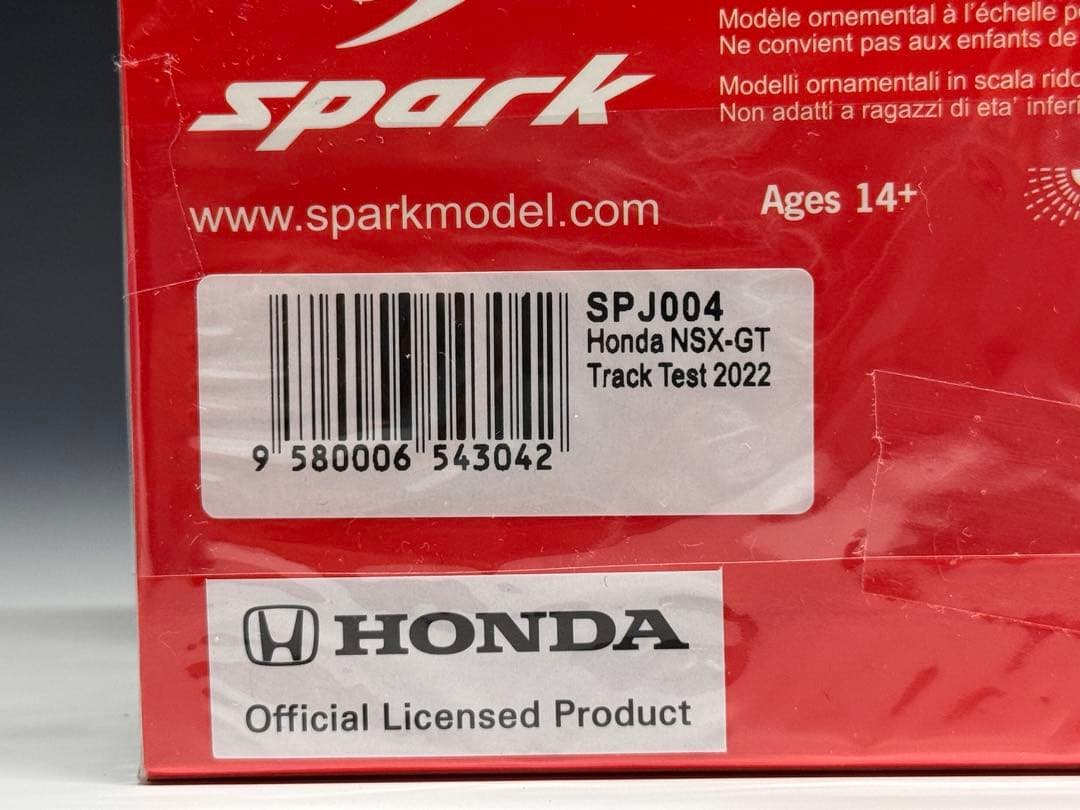 Modèle ornemental à l'échelle
Ne convient pas aux enfants de
Modelli ornamentali in scala
Non adatti a ragazzi di eta'
spark
www.sparkmodel.com
Ages 14+
SPJ004
Honda NSX-GT
Track Test 2022
9 580006 543042
HONDA
Official Licensed Product